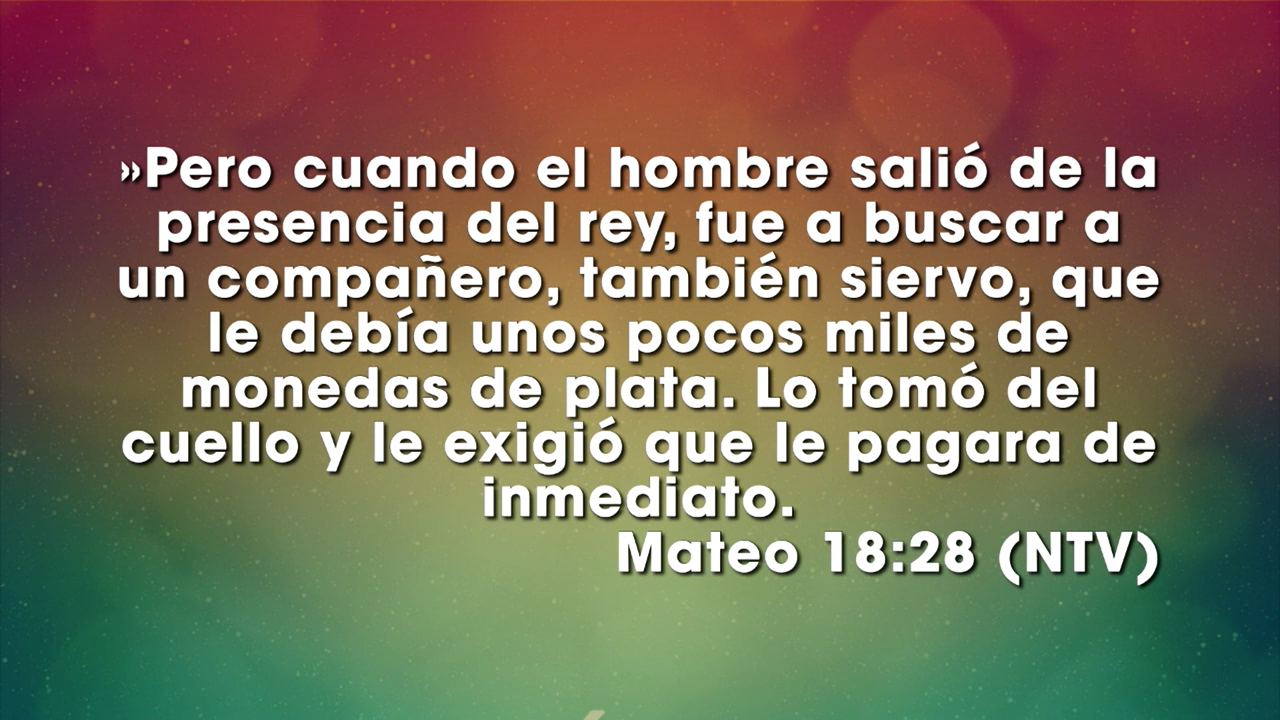 »Pero cuando el hombre salió de la
presencia del rey, fue a buscar a
un compañero, también siervo, que
le debía unos pocos miles de
monedas de plata. Lo tomó del
cuello y le exigió que le pagara de
inmediato.
Mateo 18:28 (NTV)